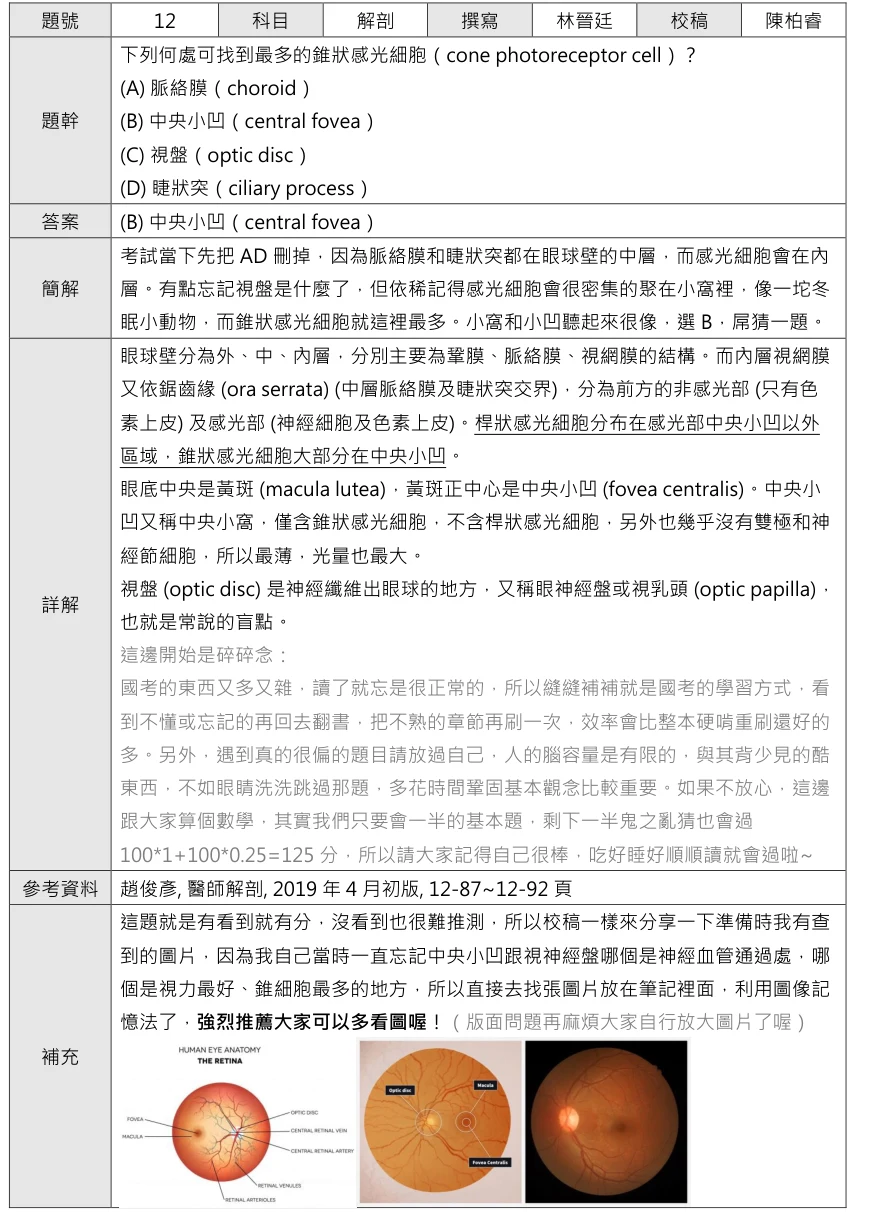 題號 12 科目 解剖 撰寫 林晉廷 校稿 陳柏睿
題幹
下列何處可找到最多的錐狀感光細胞（cone photoreceptor cell）？
(A) 脈絡膜（choroid）
(B) 中央小凹（central fovea）
(C) 視盤（optic disc）
(D) 睫狀突（ciliary process）
答案 (B) 中央小凹（central fovea）
簡解
考試當下先把 AD 刪掉，因為脈絡膜和睫狀突都在眼球壁的中層，而感光細胞會在內
層。有點忘記視盤是什麼了，但依稀記得感光細胞會很密集的聚在小窩裡，像一坨冬
眠小動物，而錐狀感光細胞就這裡最多。小窩和小凹聽起來很像，選 B，屌猜一題。
詳解
眼球壁分為外、中、內層，分別主要為鞏膜、脈絡膜、視網膜的結構。而內層視網膜
又依鋸齒緣 (ora serrata) (中層脈絡膜及睫狀突交界)，分為前方的非感光部 (只有色
素上皮) 及感光部 (神經細胞及色素上皮)。桿狀感光細胞分布在感光部中央小凹以外
區域，錐狀感光細胞大部分在中央小凹。
眼底中央是黃斑 (macula lutea)，黃斑正中心是中央小凹 (fovea centralis)。中央小
凹又稱中央小窩，僅含錐狀感光細胞，不含桿狀感光細胞，另外也幾乎沒有雙極和神
經節細胞，所以最薄，光量也最大。
視盤 (optic disc) 是神經纖維出眼球的地方，又稱眼神經盤或視乳頭 (optic papilla)，
也就是常說的盲點。
這邊開始是碎碎念：
國考的東西又多又雜，讀了就忘是很正常的，所以縫縫補補就是國考的學習方式，看
到不懂或忘記的再回去翻書，把不熟的章節再刷一次，效率會比整本硬啃重刷還好的
多。另外，遇到真的很偏的題目請放過自己，人的腦容量是有限的，與其背少見的酷
東西，不如眼睛洗洗跳過那題，多花時間鞏固基本觀念比較重要。如果不放心，這邊
跟大家算個數學，其實我們只要會一半的基本題，剩下一半鬼之亂猜也會過
100*1+100*0.25=125 分，所以請大家記得自己很棒，吃好睡好順順讀就會過啦~
參考資料 趙俊彥, 醫師解剖, 2019 年 4 月初版, 12-87~12-92 頁
補充
這題就是有看到就有分，沒看到也很難推測，所以校稿一樣來分享一下準備時我有查
到的圖片，因為我自己當時一直忘記中央小凹跟視神經盤哪個是神經血管通過處，哪
個是視力最好、錐細胞最多的地方，所以直接去找張圖片放在筆記裡面，利用圖像記
憶法了，強烈推薦大家可以多看圖喔！（版面問題再麻煩大家自行放大圖片了喔）
HUMAN EYE ANATOMY
THE RETINA
FOVEA
MACULA
OPTIC DISC
CENTRAL RETINAL VEIN
CENTRAL RETINAL ARTERY
RETINAL VENULES
RETINAL ARTERIOLES
Optic disc
Macula
Fovea Centralis